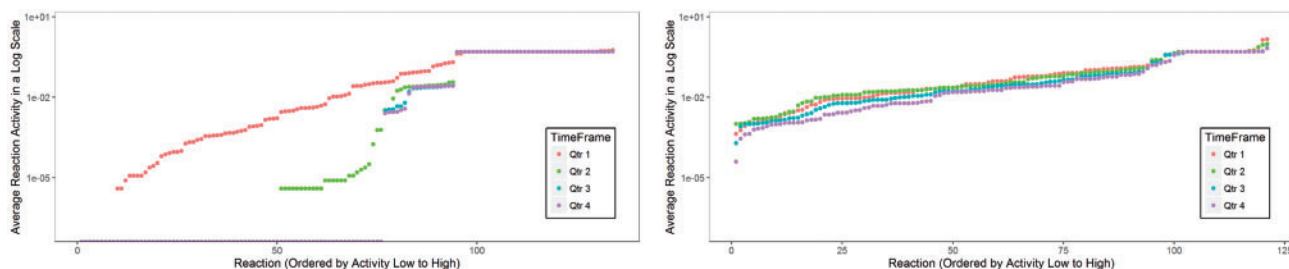 Average Reaction Activity in a Log Scale
1e+01
1e-02
1e-05
TimeFrame
Qtr 1
Qtr 2
Qtr 3
Qtr 4
0
50
100
Reaction (Ordered by Activity Low to High)
Average Reaction Activity in a Log Scale
1e+01
1e-02
1e-05
TimeFrame
Qtr 1
Qtr 2
Qtr 3
Qtr 4
0
25
50
75
100
125
Reaction (Ordered by Activity Low to High)